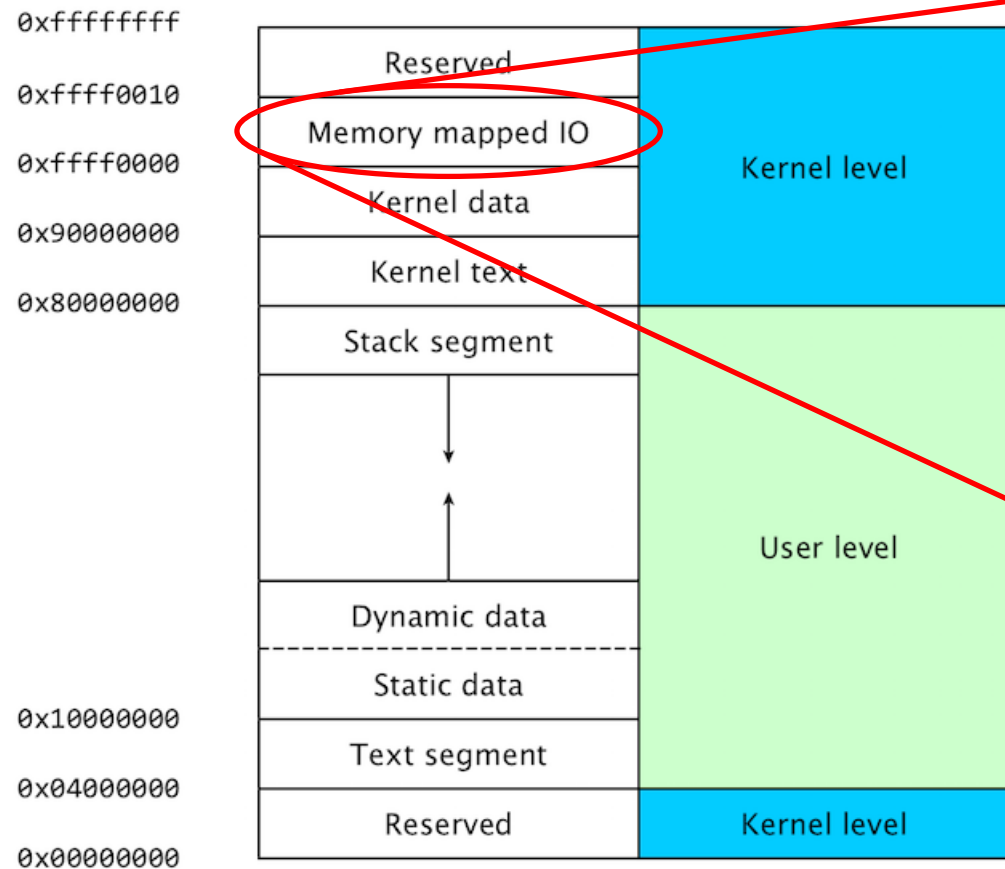 0xffffffff
Reserved
0xffff0010
Memory mapped IO
Kernel level
0xffff0000
Kernel data
0x90000000
Kernel text
0x80000000
Stack segment
User level
Dynamic data
Static data
0x10000000
Text segment
0x04000000
Reserved
Kernel level
0x00000000